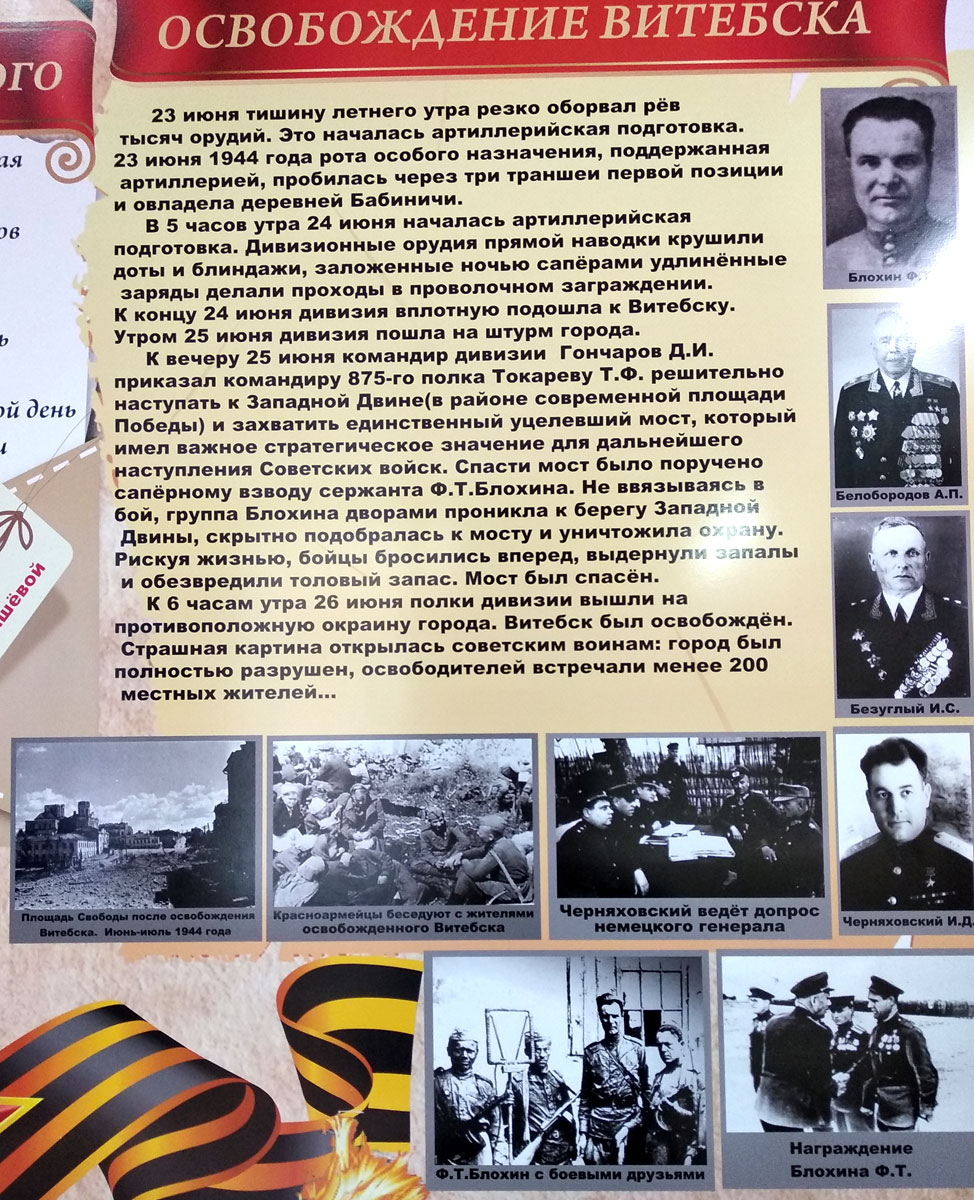 ОСВОБОЖДЕНИЕ ВИТЕБСКА
ОГО
23 июня тишину летнего утра резко оборвал рёв
тысяч орудий. Это началась артиллерийская подготовка.
23 июня 1944 года рота особого назначения, поддержанная
артиллерией, пробилась через три траншеи первой позиции
и овладела деревней Бабиничи.
В 5 часов утра 24 июня началась артиллерийская
подготовка. Дивизионные орудия прямой наводки крушили
доты и блиндажи, заложенные ночью сапёрами удлинённые
заряды делали проходы в проволочном заграждении.
К концу 24 июня дивизия вплотную подошла к Витебску.
Утром 25 июня дивизия пошла на штурм города.
К вечеру 25 июня командир дивизии Гончаров Д.И.
приказал командиру 875-го полка Токареву Т.Ф. решительно
наступать к Западной Двине(в районе современной площади
Победы) и захватить единственный уцелевший мост, который
имел важное стратегическое значение для дальнейшего
наступления Советских войск. Спасти мост было поручено
сапёрному взводу сержанта Ф.Т.Блохина. Не ввязываясь в
бой, группа Блохина дворами проникла к берегу Западной
Двины, скрытно подобралась к мосту и уничтожила охрану.
Рискуя жизнью, бойцы бросились вперед, выдернули запалы
и обезвредили толовый запас. Мост был спасён.
К 6 часам утра 26 июня полки дивизии вышли на
противоположную окраину города. Витебск был освобождён.
Страшная картина открылась советским воинам: город был
полностью разрушен, освободителей встречали менее 200
местных жителей...
ая
ов
ь
ой день
и
шёвой
Блохин Ф.Т
Белобородов А.П.
Безуглый И.С.
Черняховский И.Д.
Площадь Свободы после освобождения
Витебска. Июнь-июль 1944 года
Красноармейцы беседуют с жителями
освобожденного Витебска
Черняховский ведёт допрос
немецкого генерала
Ф.Т.Блохин с боевыми друзьями
Награждение
Блохина Ф.Т.